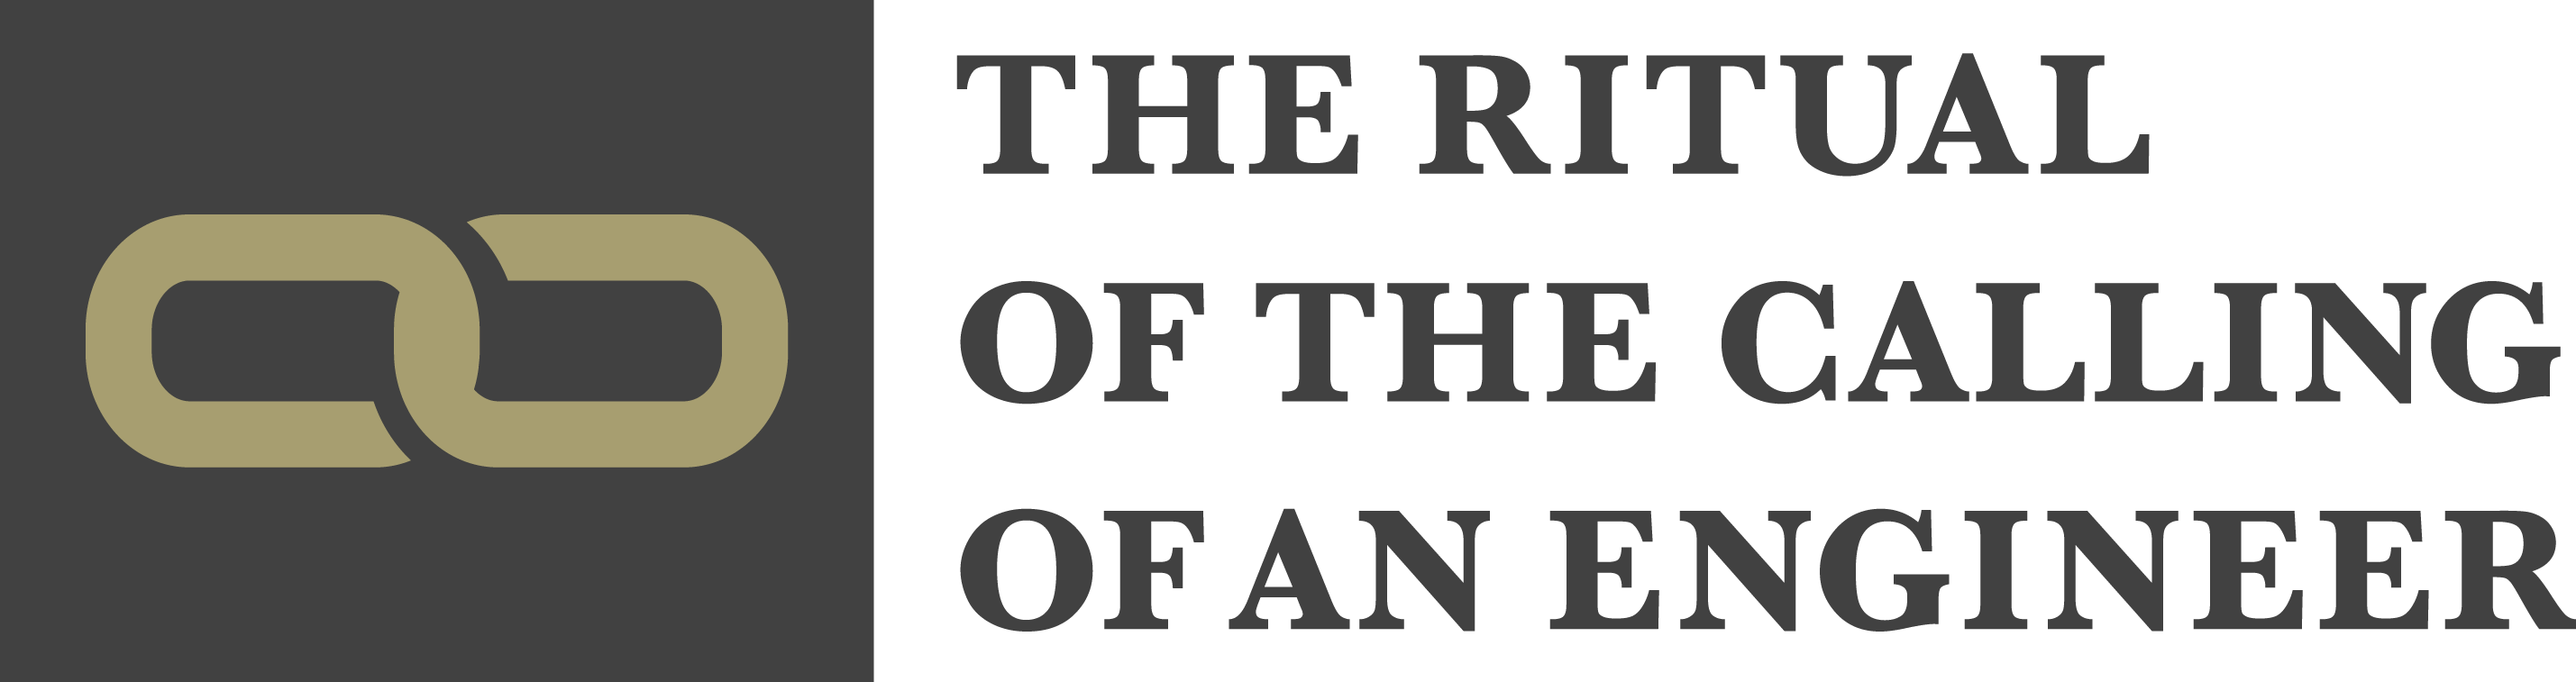 THE RITUAL
OF THE CALLING
OF AN ENGINEER